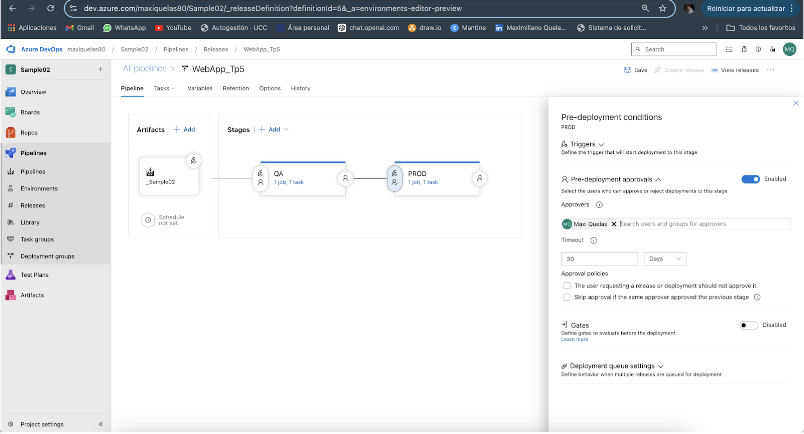 dev.azure.com/maxiquelas80/Sample02/_releaseDefinition?definitionId=6&_a=environments-editor-preview
Reiniciar para actualizar
Aplicaciones Gmail WhatsApp YouTube Autogestión - UCC Área personal chat.openai.com draw.io Mantine Maximiliano Quelas... Sistema de solicit... » Todos los favoritos
Azure DevOps maxiquelas80 / Sample02 / Pipelines / Releases / WebApp_Tp5 Search MQ
S Sample02 +
All pipelines > WebApp_Tp5 Save Create release View releases ...
Pipeline Tasks Variables Retention Options History
Overview
Boards
Repos
Pipelines
Pipelines
Environments
Releases
Library
Task groups
Deployment groups
Test Plans
Artifacts
Project settings «
Artifacts + Add
_Sample02
Schedule
not set
Stages + Add
QA
1 job, 1 task
PROD
1 job, 1 task
Pre-deployment conditions
PROD
Triggers
Define the trigger that will start deployment to this stage
Pre-deployment approvals Enabled
Select the users who can approve or reject deployments to this stage
Approvers
MQ Maxi Quelas Search users and groups for approvers
Timeout
30 Days
Approval policies
The user requesting a release or deployment should not approve it
Skip approval if the same approver approved the previous stage
Gates Disabled
Define gates to evaluate before the deployment.
Learn more
Deployment queue settings
Define behavior when multiple releases are queued for deployment